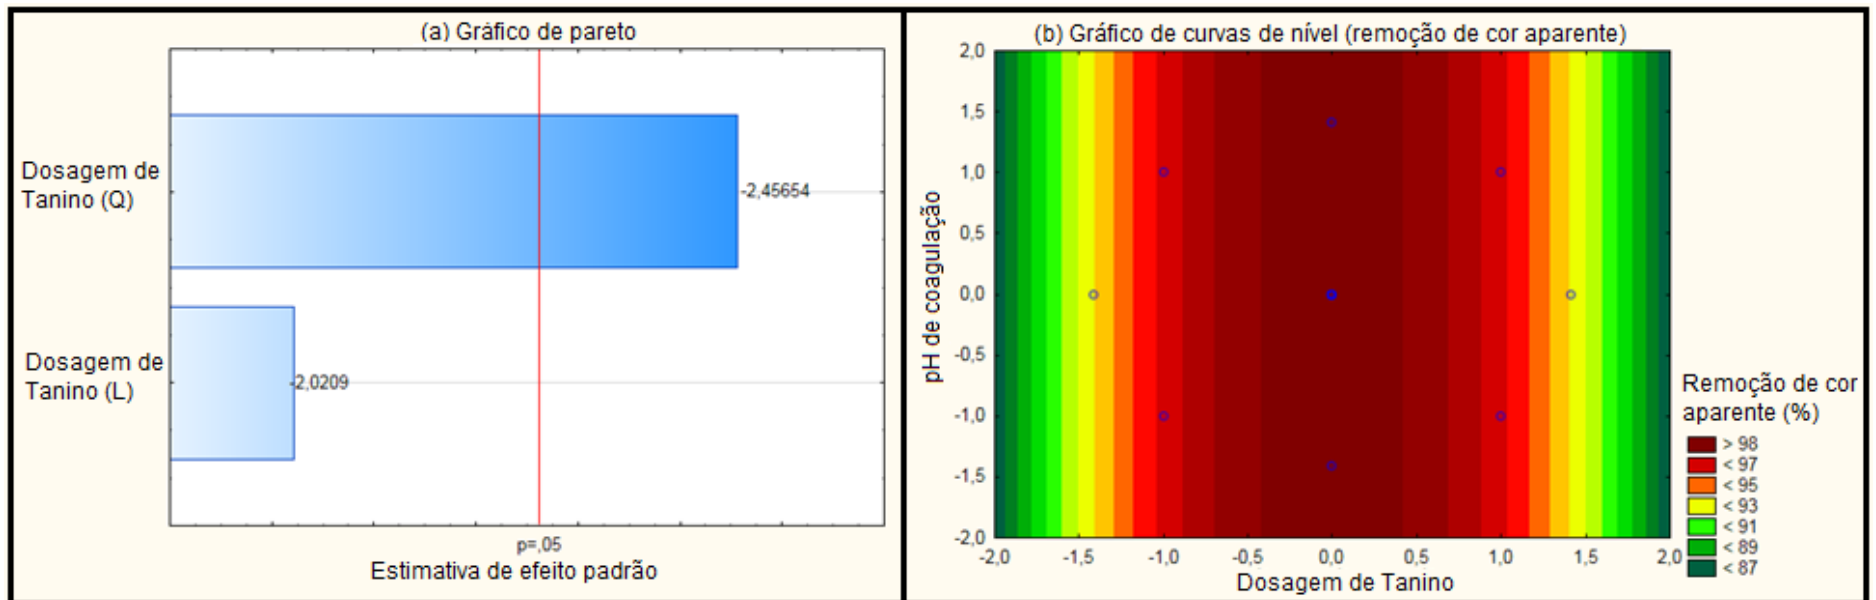 (a) Gráfico de pareto
Dosagem de
Tanino (Q)
-2,45654
Dosagem de
Tanino (L)
-2,0209
p=,05
Estimativa de efeito padrão
(b) Gráfico de curvas de nível (remoção de cor aparente)
pH de coagulação
2,0
1,5
1,0
0,5
0,0
-0,5
-1,0
-1,5
-2,0
-2,0 -1,5 -1,0 -0,5 0,0 0,5 1,0 1,5 2,0
Dosagem de Tanino
Remoção de cor
aparente (%)
> 98
< 97
< 95
< 93
< 91
< 89
< 87